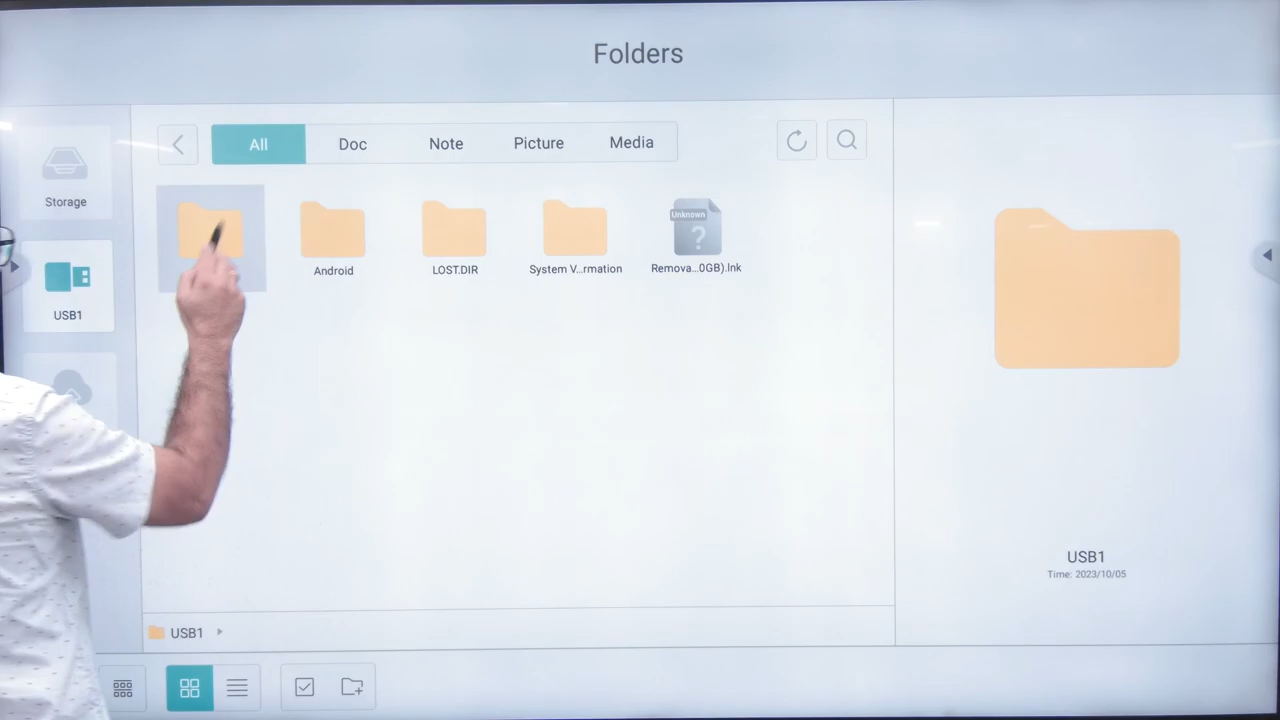 Folders
All
Doc
Note
Picture
Media
Storage
USB1
Android
LOST.DIR
System V...rmation
Unknown
?
Remova...0GB).lnk
USB1
Time: 2023/10/05
USB1